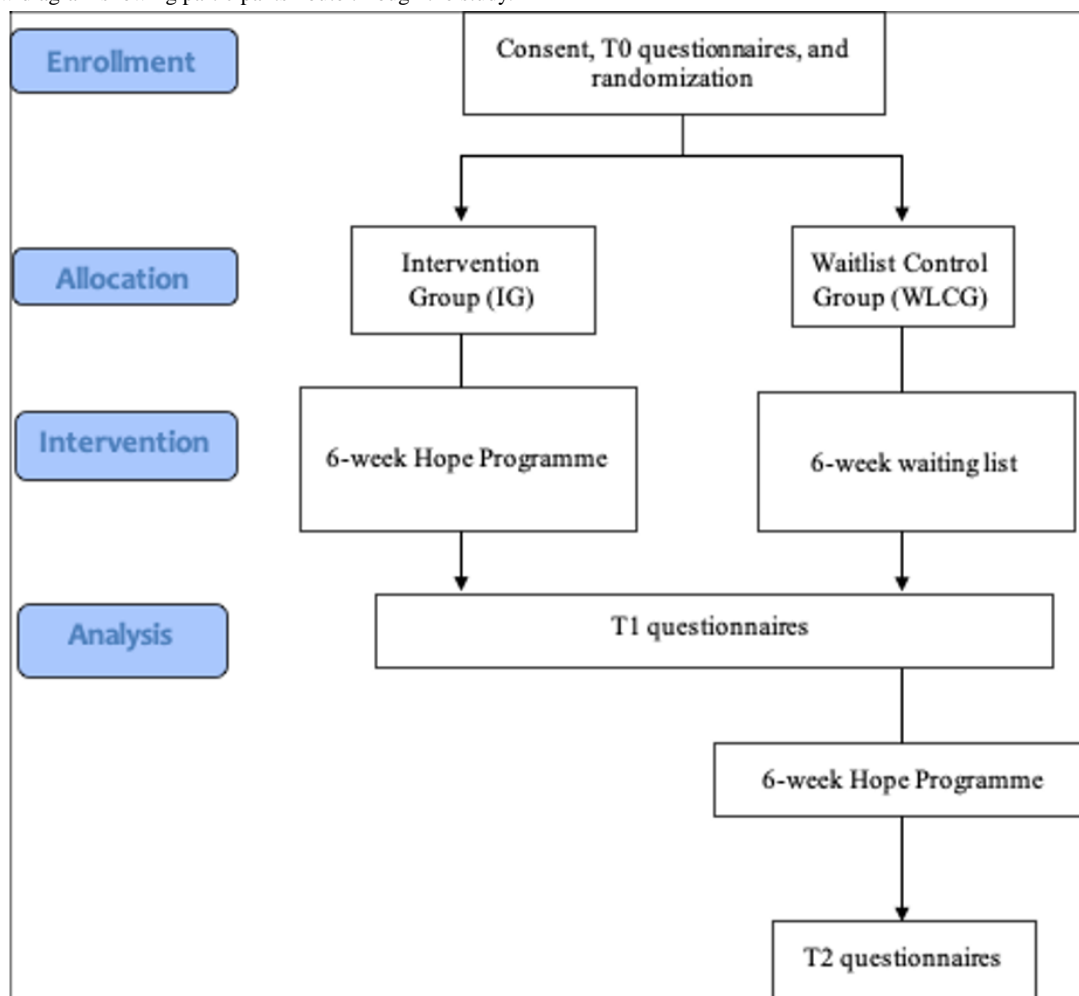 Enrollment
Consent, T0 questionnaires, and
randomization
Allocation
Intervention
Group (IG)
Waitlist Control
Group (WLCG)
Intervention
6-week Hope Programme
6-week waiting list
Analysis
T1 questionnaires
6-week Hope Programme
T2 questionnaires